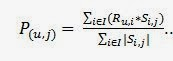 P₍ᵤ,ⱼ₎ = ∑ᵢ∈I(Rᵤ,ᵢ*Sᵢ,ⱼ) / ∑ᵢ∈I|Sᵢ,ⱼ| ..